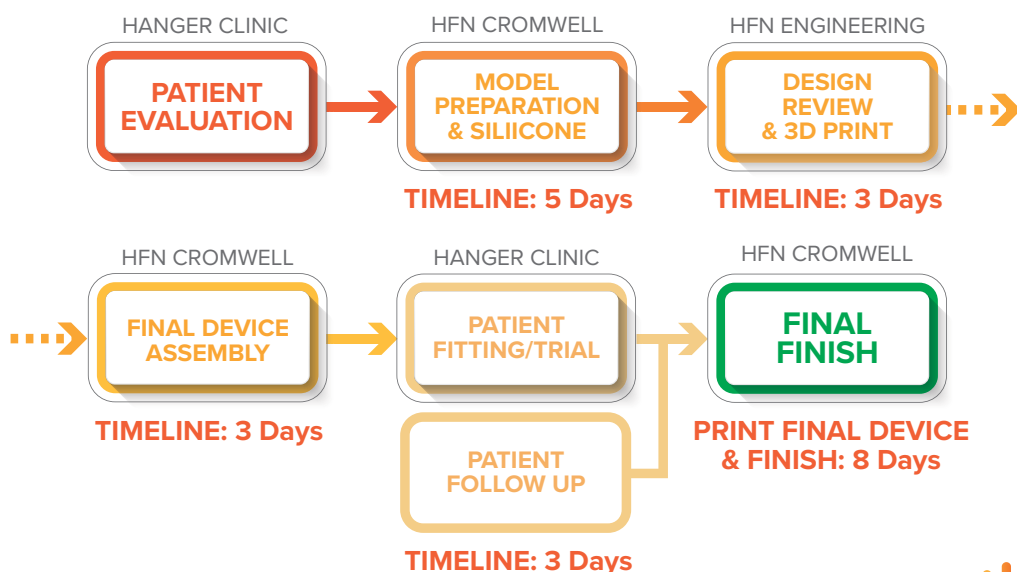 HANGER CLINIC
PATIENT
EVALUATION
HFN CROMWELL
MODEL
PREPARATION
& SILIICONE
TIMELINE: 5 Days
HFN ENGINEERING
DESIGN
REVIEW
& 3D PRINT
TIMELINE: 3 Days
HFN CROMWELL
FINAL DEVICE
ASSEMBLY
TIMELINE: 3 Days
HANGER CLINIC
PATIENT
FITTING/TRIAL
PATIENT
FOLLOW UP
TIMELINE: 3 Days
HFN CROMWELL
FINAL
FINISH
PRINT FINAL DEVICE
& FINISH: 8 Days